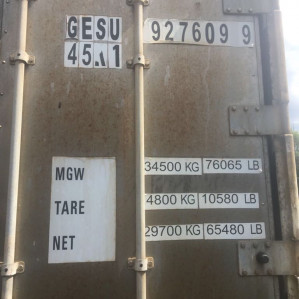 GESU 927609 9
45 1
MGW 34500 KG 76065 LB
TARE 4800 KG 10580 LB
NET 29700 KG 65480 LB